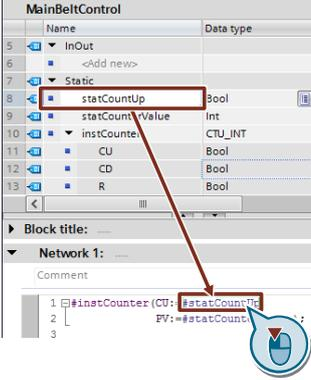 MainBeltControl
Name Data type
5 InOut
6 <Add new>
7 Static
8 statCountUp Bool
9 statCounterValue Int
10 instCounter CTU_INT
11 CU Bool
12 CD Bool
13 R Bool
Block title:
Network 1:
Comment
1 #instCounter(CU:=#statCountUp
2 PV:=#statCount );
3